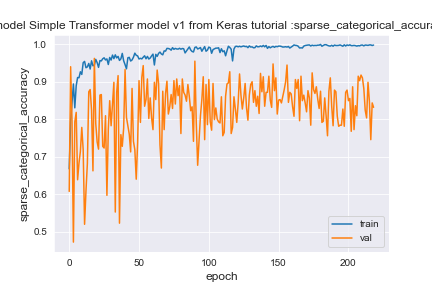 model Simple Transformer model v1 from Keras tutorial :sparse_categorical_accura
1.0
0.9
0.8
0.7
0.6
0.5
sparse_categorical_accuracy
0
50
100
150
200
epoch
train
val